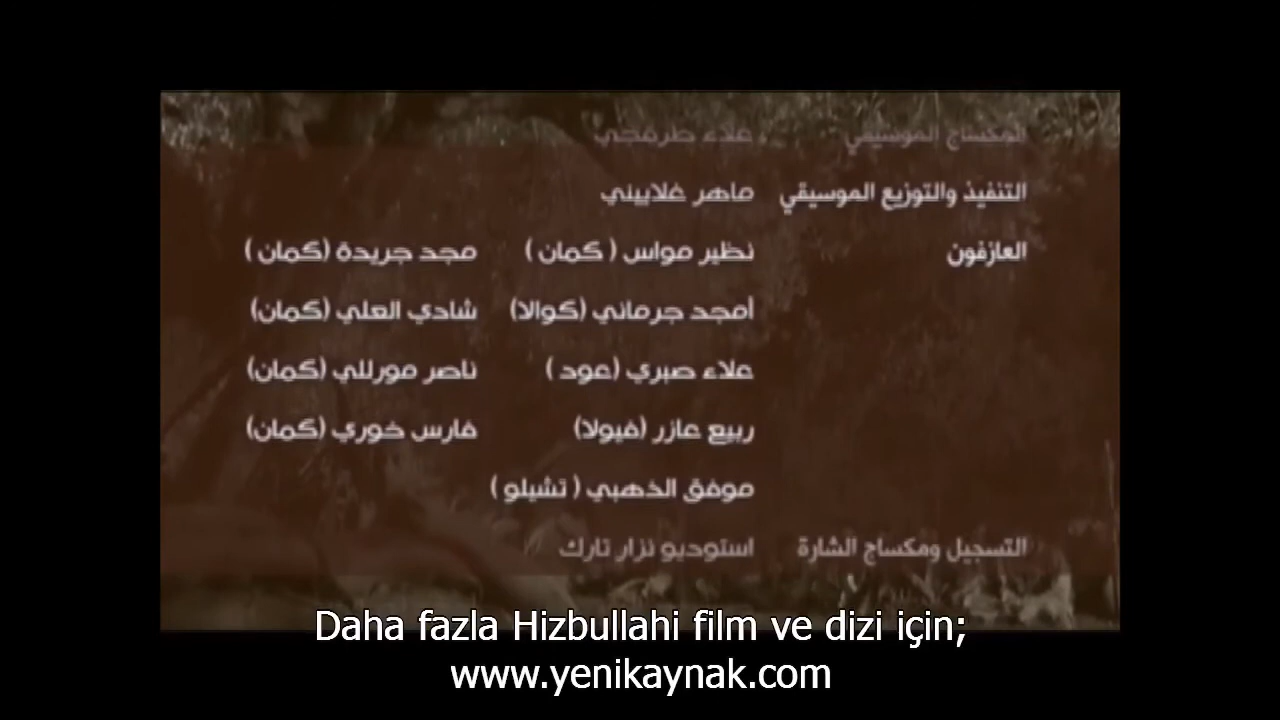 المكساج الموسيقي علاء طرقجي
التنفيذ والتوزيع الموسيقي ماهر غلاييني
العازفون نظير مواس ( كمان ) مجد جريدة (كمان )
أمجد جرماني (كوالا) شادي العلي (كمان)
علاء صبري (عود ) ناصر مورللي (كمان)
ربيع عازر (فيولا) فارس خوري (كمان)
موفق الذهبي ( تشيلو )
التسجيل ومكساج الشارة استوديو نزار تارك
Daha fazla Hizbullahi film ve dizi için;
www.yenikaynak.com